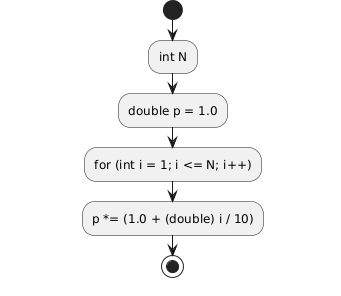 int N
double p = 1.0
for (int i = 1; i <= N; i++)
p *= (1.0 + (double) i / 10)